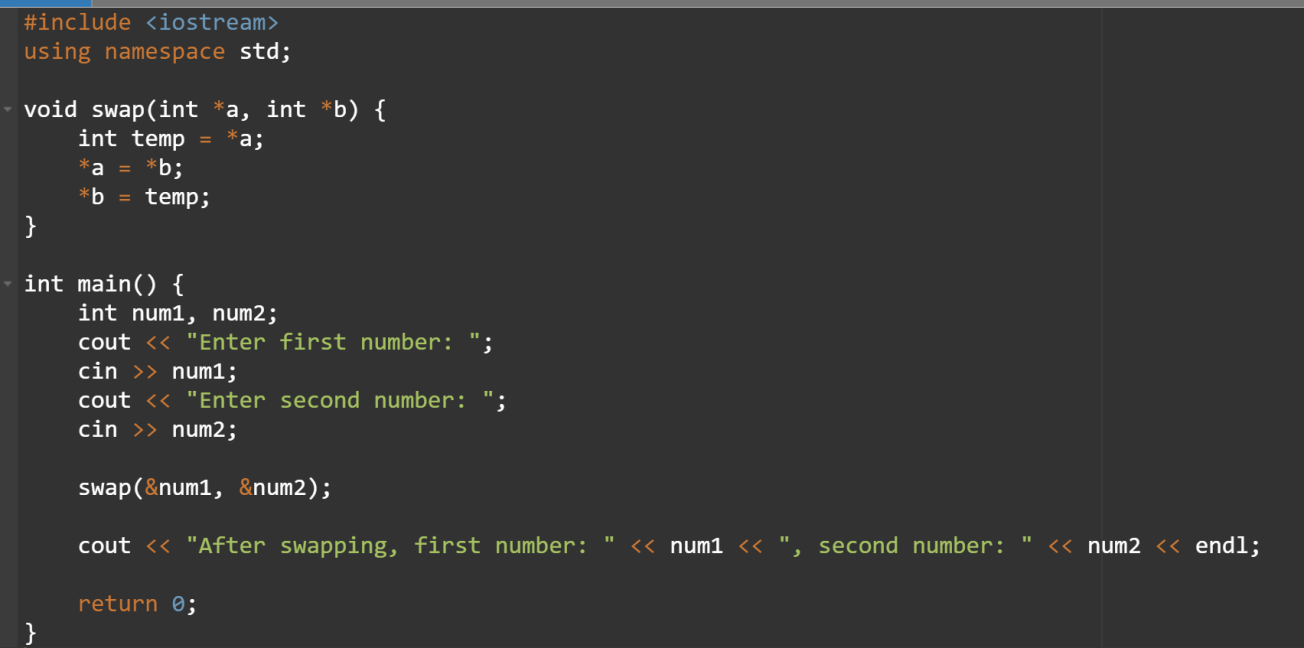 #include <iostream>
using namespace std;
void swap(int *a, int *b) {
    int temp = *a;
    *a = *b;
    *b = temp;
}
int main() {
    int num1, num2;
    cout << "Enter first number: ";
    cin >> num1;
    cout << "Enter second number: ";
    cin >> num2;
    swap(&num1, &num2);
    cout << "After swapping, first number: " << num1 << ", second number: " << num2 << endl;
    return 0;
}